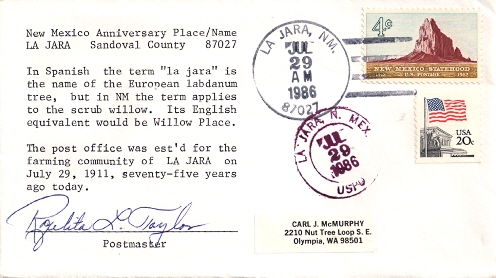 New Mexico Anniversary Place/Name
LA JARA   Sandoval County   87027
In Spanish the term "la jara" is
the name of the European labdanum
tree, but in NM the term applies
to the scrub willow. Its English
equivalent would be Willow Place.
The post office was est'd for the
farming community of LA JARA on
July 29, 1911, seventy-five years
ago today.
Rogelita L. Taylor
Postmaster
LA JARA, NM.
JUL
29
AM
1986
87027
4¢
NEW MEXICO STATEHOOD
1912 U.S. POSTAGE 1962
USA
20c
LA JARA, N. MEX.
JUL
29
1986
USPO
CARL J. McMURPHY
2210 Nut Tree Loop S. E.
Olympia, WA 98501